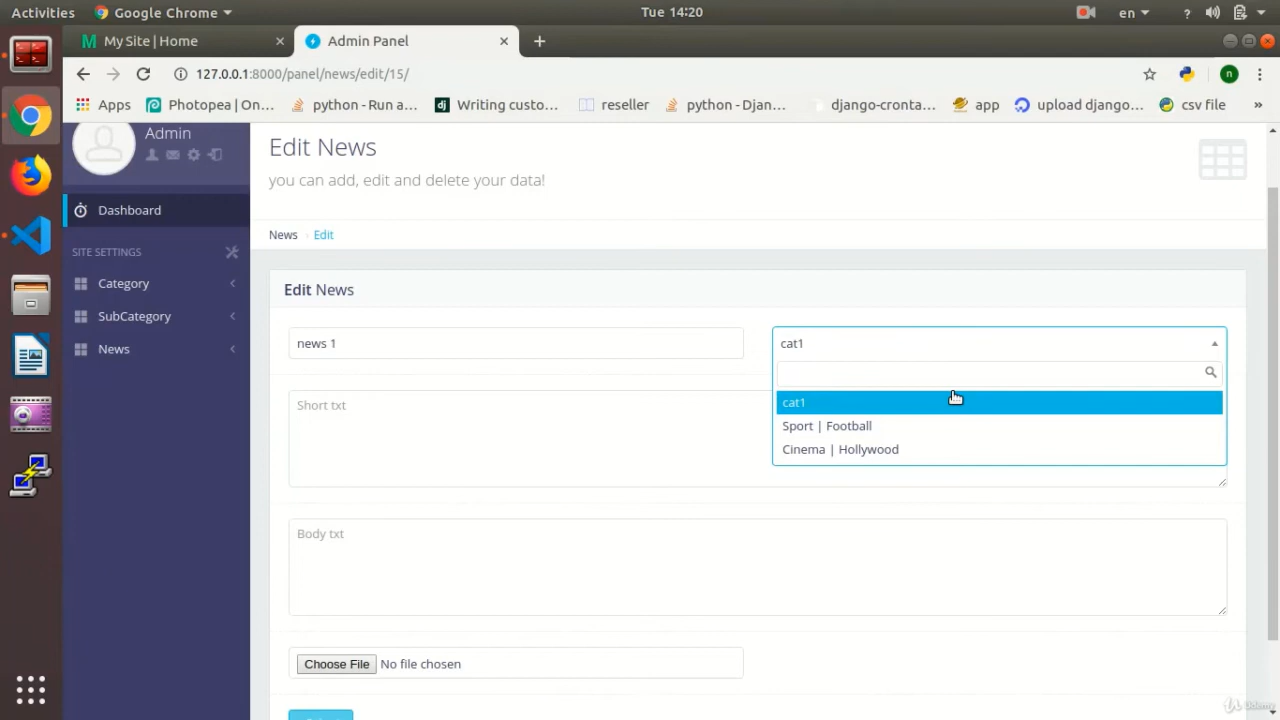 Activities
Google Chrome
Tue 14:20
en
?
My Site | Home
Admin Panel
127.0.0.1:8000/panel/news/edit/15/
n
Apps
Photopea | On...
python - Run a...
dj
Writing custo...
reseller
python - Djan...
django-cronta...
app
upload django...
csv file
»
Admin
Edit News
you can add, edit and delete your data!
Dashboard
News
Edit
SITE SETTINGS
Category
SubCategory
News
Edit News
news 1
cat1
cat1
Sport | Football
Cinema | Hollywood
Short txt
Body txt
Choose File
No file chosen
Udemy